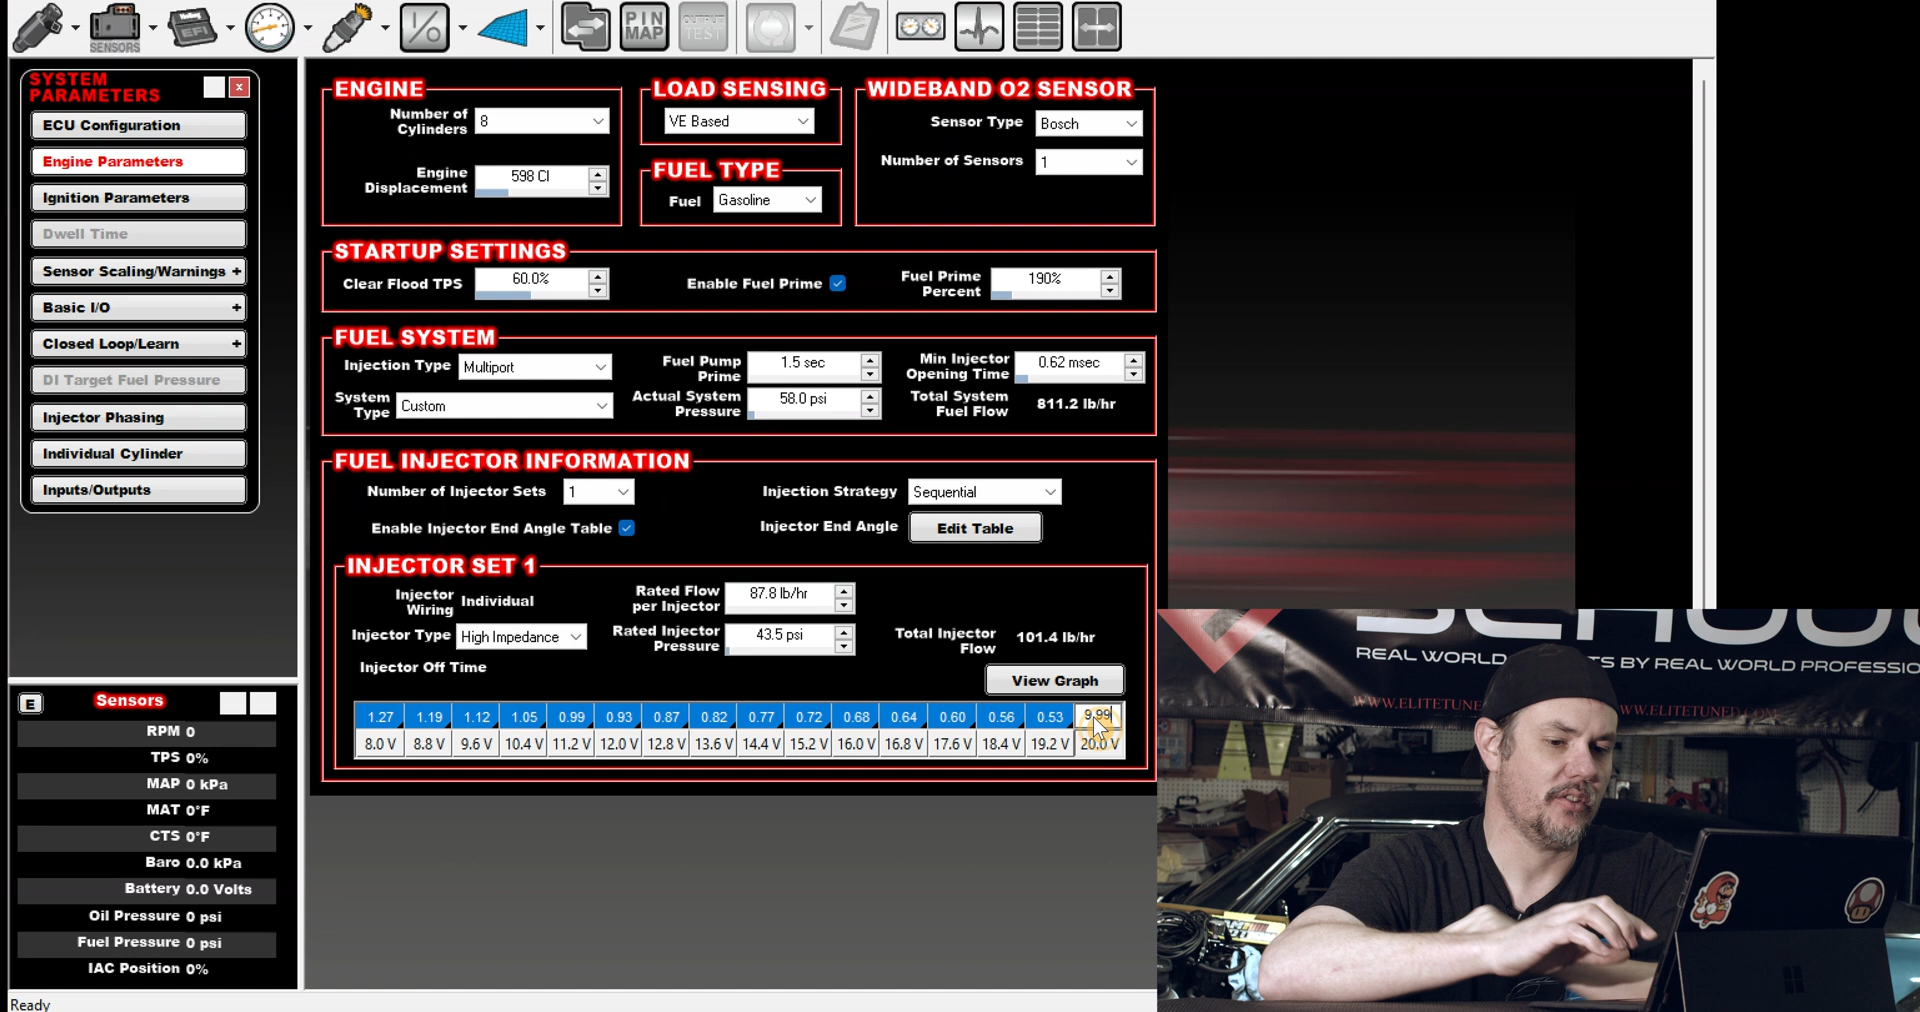 SENSORS
EFI
I/O
PIN
MAP
OUTPUT
TEST
SYSTEM
PARAMETERS
x
ECU Configuration
Engine Parameters
Ignition Parameters
Dwell Time
Sensor Scaling/Warnings +
Basic I/O +
Closed Loop/Learn +
DI Target Fuel Pressure
Injector Phasing
Individual Cylinder
Inputs/Outputs
E Sensors
RPM 0
TPS 0%
MAP 0 kPa
MAT 0°F
CTS 0°F
Baro 0.0 kPa
Battery 0.0 Volts
Oil Pressure 0 psi
Fuel Pressure 0 psi
IAC Position 0%
Ready
ENGINE
Number of
Cylinders 8
Engine
Displacement 598 CI
LOAD SENSING
VE Based
FUEL TYPE
Fuel Gasoline
WIDEBAND O2 SENSOR
Sensor Type Bosch
Number of Sensors 1
STARTUP SETTINGS
Clear Flood TPS 60.0%
Enable Fuel Prime
Fuel Prime
Percent 190%
FUEL SYSTEM
Injection Type Multiport
Fuel Pump
Prime 1.5 sec
Min Injector
Opening Time 0.62 msec
System
Type Custom
Actual System
Pressure 58.0 psi
Total System
Fuel Flow 811.2 lb/hr
FUEL INJECTOR INFORMATION
Number of Injector Sets 1
Injection Strategy Sequential
Enable Injector End Angle Table
Injector End Angle Edit Table
INJECTOR SET 1
Injector
Wiring Individual
Rated Flow
per Injector 87.8 lb/hr
Injector Type High Impedance
Rated Injector
Pressure 43.5 psi
Total Injector
Flow 101.4 lb/hr
Injector Off Time
View Graph
1.27 1.19 1.12 1.05 0.99 0.93 0.87 0.82 0.77 0.72 0.68 0.64 0.60 0.56 0.53 9.99
8.0 V 8.8 V 9.6 V 10.4 V 11.2 V 12.0 V 12.8 V 13.6 V 14.4 V 15.2 V 16.0 V 16.8 V 17.6 V 18.4 V 19.2 V 20.0 V
REAL WORLD TS BY REAL WORLD PROFESSIO
WWW.ELITETUNE WW.ELITETUNED.COM